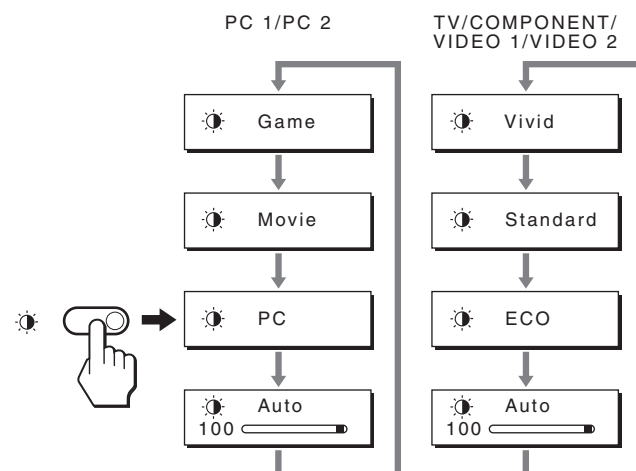 PC 1/PC 2
Game
Movie
PC
Auto
100
TV/COMPONENT/
VIDEO 1/VIDEO 2
Vivid
Standard
ECO
Auto
100